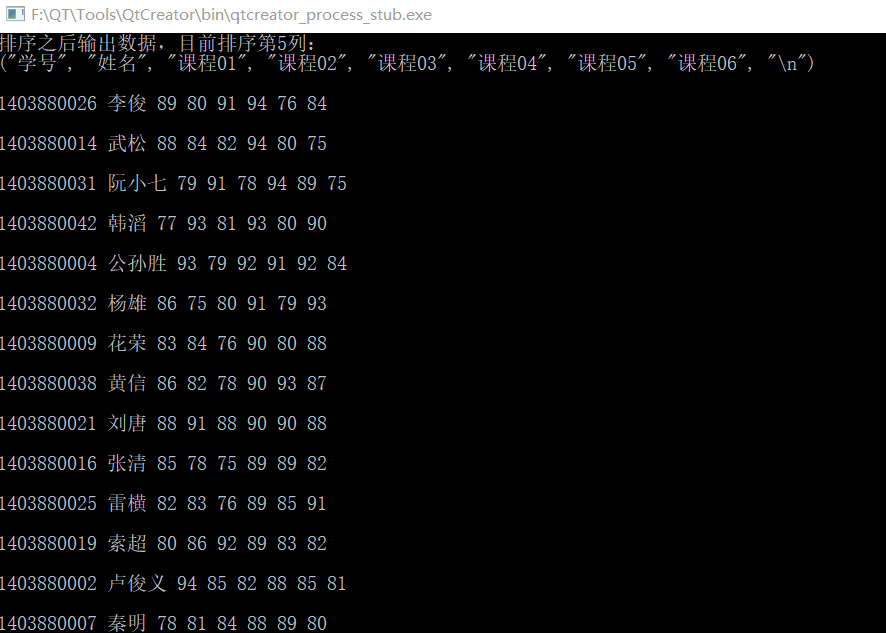 F:\QT\Tools\QtCreator\bin\qtcreator_process_stub.exe
排序之后输出数据，目前排序第5列：
("学号", "姓名", "课程01", "课程02", "课程03", "课程04", "课程05", "课程06", "\n")
1403880026 李俊 89 80 91 94 76 84
1403880014 武松 88 84 82 94 80 75
1403880031 阮小七 79 91 78 94 89 75
1403880042 韩滔 77 93 81 93 80 90
1403880004 公孙胜 93 79 92 91 92 84
1403880032 杨雄 86 75 80 91 79 93
1403880009 花荣 83 84 76 90 80 88
1403880038 黄信 86 82 78 90 93 87
1403880021 刘唐 88 91 88 90 90 88
1403880016 张清 85 78 75 89 89 82
1403880025 雷横 82 83 76 89 85 91
1403880019 索超 80 86 92 89 83 82
1403880002 卢俊义 94 85 82 88 85 81
1403880007 秦明 78 81 84 88 89 80